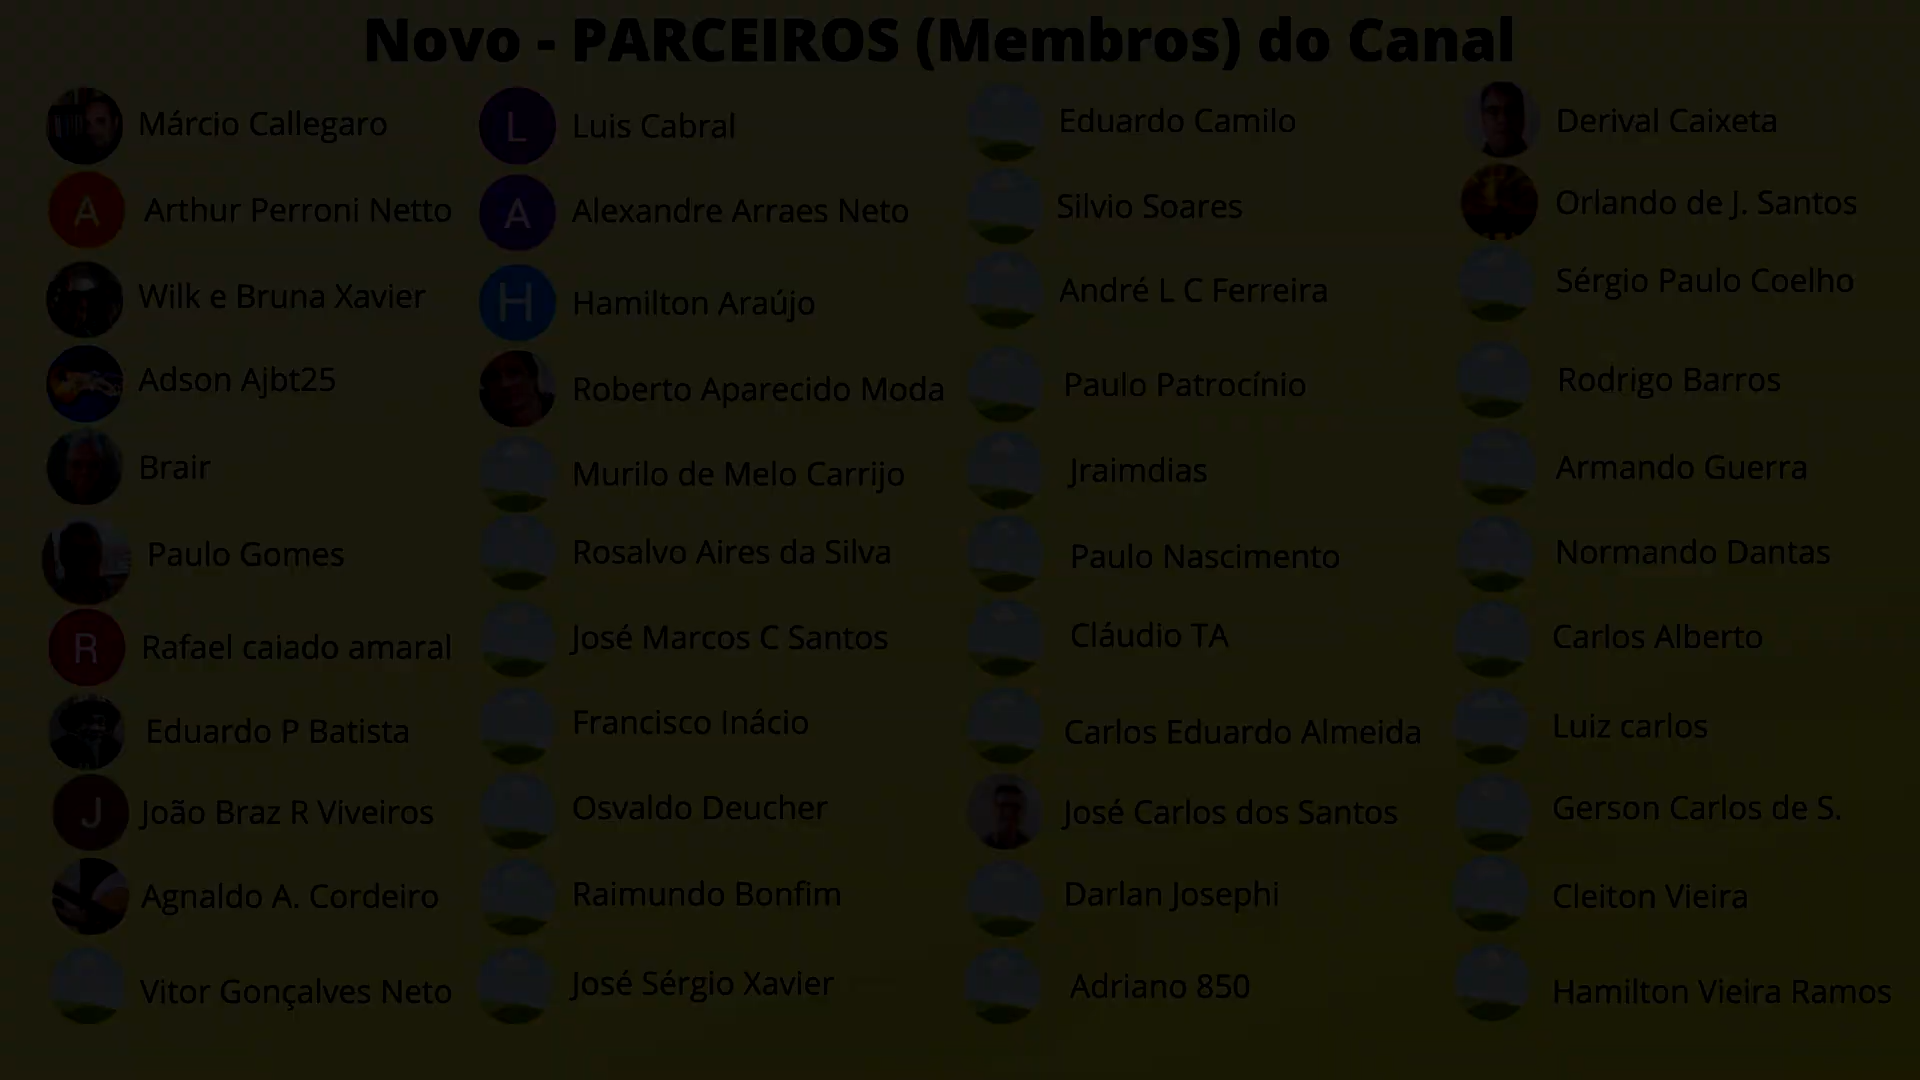 Novo - PARCEIROS (Membros) do Canal
Márcio Callegaro
Arthur Perroni Netto
Wilk e Bruna Xavier
Adson Ajbt25
Brair
Paulo Gomes
Rafael caiado amaral
Eduardo P Batista
João Braz R Viveiros
Agnaldo A. Cordeiro
Vitor Gonçalves Neto
Luis Cabral
Alexandre Arraes Neto
Hamilton Araújo
Roberto Aparecido Moda
Murilo de Melo Carrijo
Rosalvo Aires da Silva
José Marcos C Santos
Francisco Inácio
Osvaldo Deucher
Raimundo Bonfim
José Sérgio Xavier
Eduardo Camilo
Silvio Soares
André L C Ferreira
Paulo Patrocínio
Jraimdias
Paulo Nascimento
Cláudio TA
Carlos Eduardo Almeida
José Carlos dos Santos
Darlan Josephi
Adriano 850
Derival Caixeta
Orlando de J. Santos
Sérgio Paulo Coelho
Rodrigo Barros
Armando Guerra
Normando Dantas
Carlos Alberto
Luiz carlos
Gerson Carlos de S.
Cleiton Vieira
Hamilton Vieira Ramos
A
R
J
L
A
H